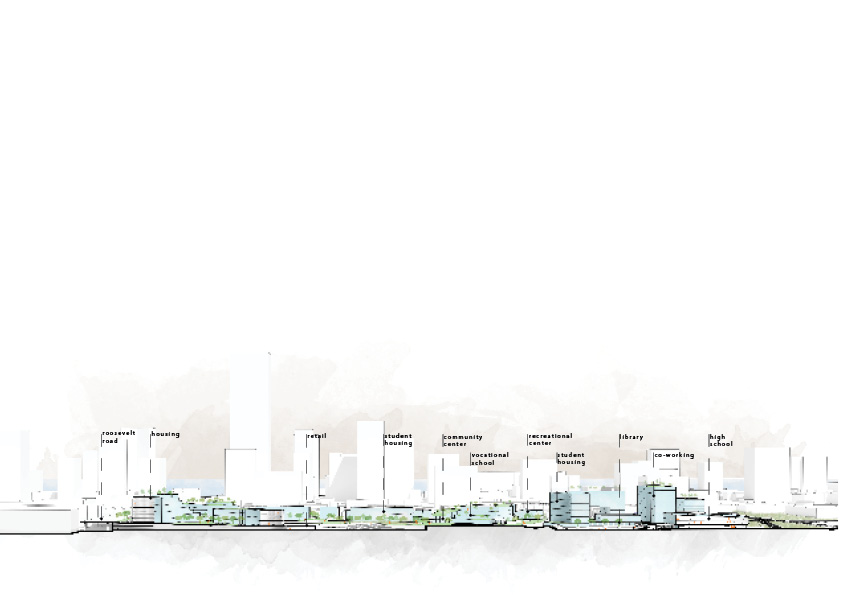 roosevelt
road
housing
retail
student
housing
community
center
vocational
school
recreational
center
student
housing
library
co-working
high
school